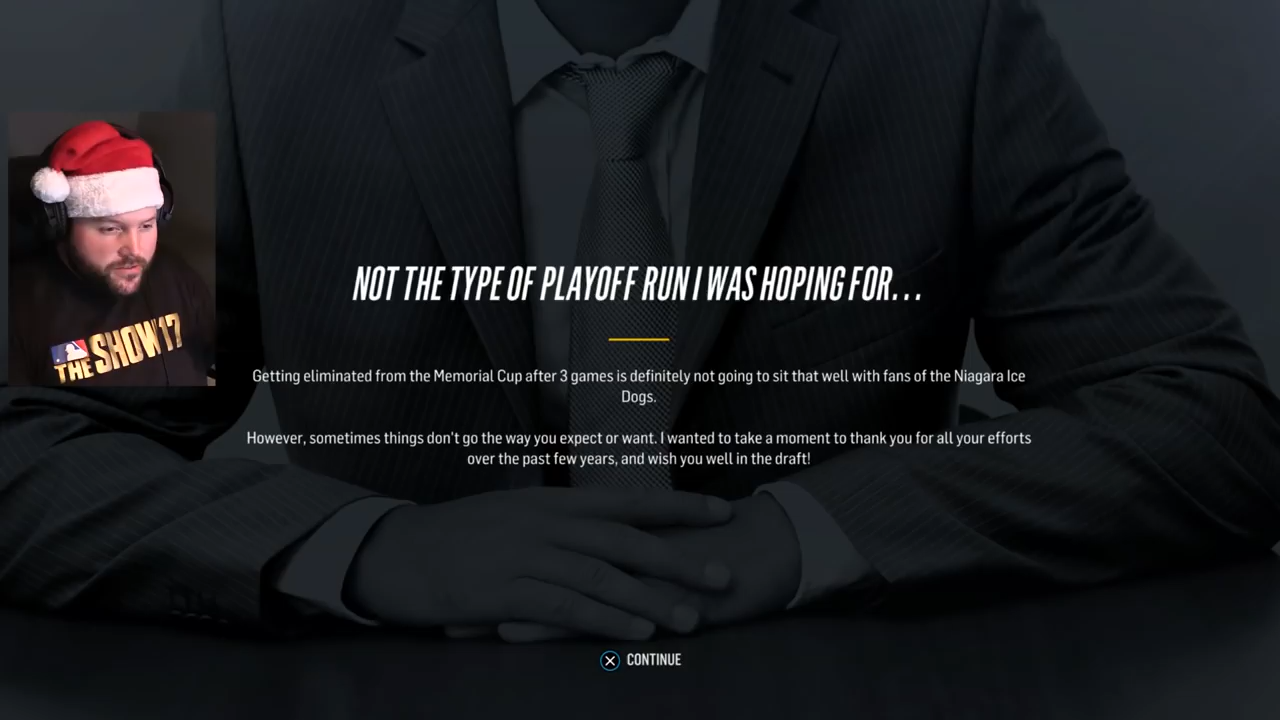 NOT THE TYPE OF PLAYOFF RUN I WAS HOPING FOR...
Getting eliminated from the Memorial Cup after 3 games is definitely not going to sit that well with fans of the Niagara Ice
Dogs.
However, sometimes things don't go the way you expect or want. I wanted to take a moment to thank you for all your efforts
over the past few years, and wish you well in the draft!
CONTINUE
THE SHOW 17